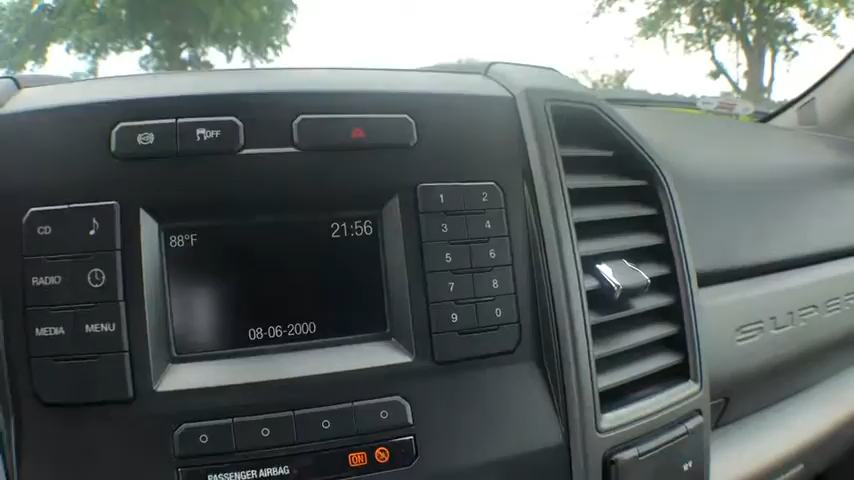 OFF
CD
1 2
88°F
21:56
3 4
RADIO
5 6
MEDIA
MENU
7 8
9 0
08-06-2000
SUPER
PASSENGER AIRBAG
ON